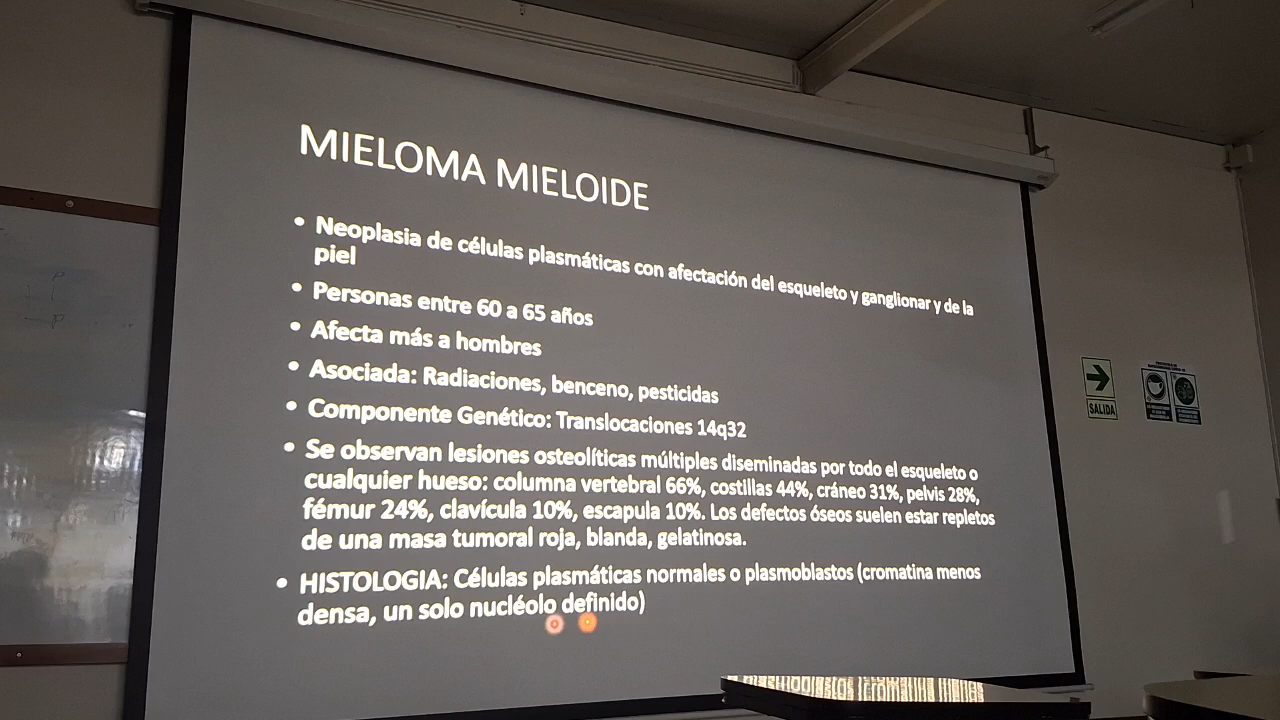 MIELOMA MIELOIDE
• Neoplasia de células plasmáticas con afectación del esqueleto y ganglionar y de la
piel
• Personas entre 60 a 65 años
• Afecta más a hombres
• Asociada: Radiaciones, benceno, pesticidas
• Componente Genético: Translocaciones 14q32
• Se observan lesiones osteolíticas múltiples diseminadas por todo el esqueleto o
cualquier hueso: columna vertebral 66%, costillas 44%, cráneo 31%, pelvis 28%,
fémur 24%, clavícula 10%, escapula 10%. Los defectos óseos suelen estar repletos
de una masa tumoral roja, blanda, gelatinosa.
• HISTOLOGIA: Células plasmáticas normales o plasmoblastos (cromatina menos
densa, un solo nucléolo definido)
SALIDA